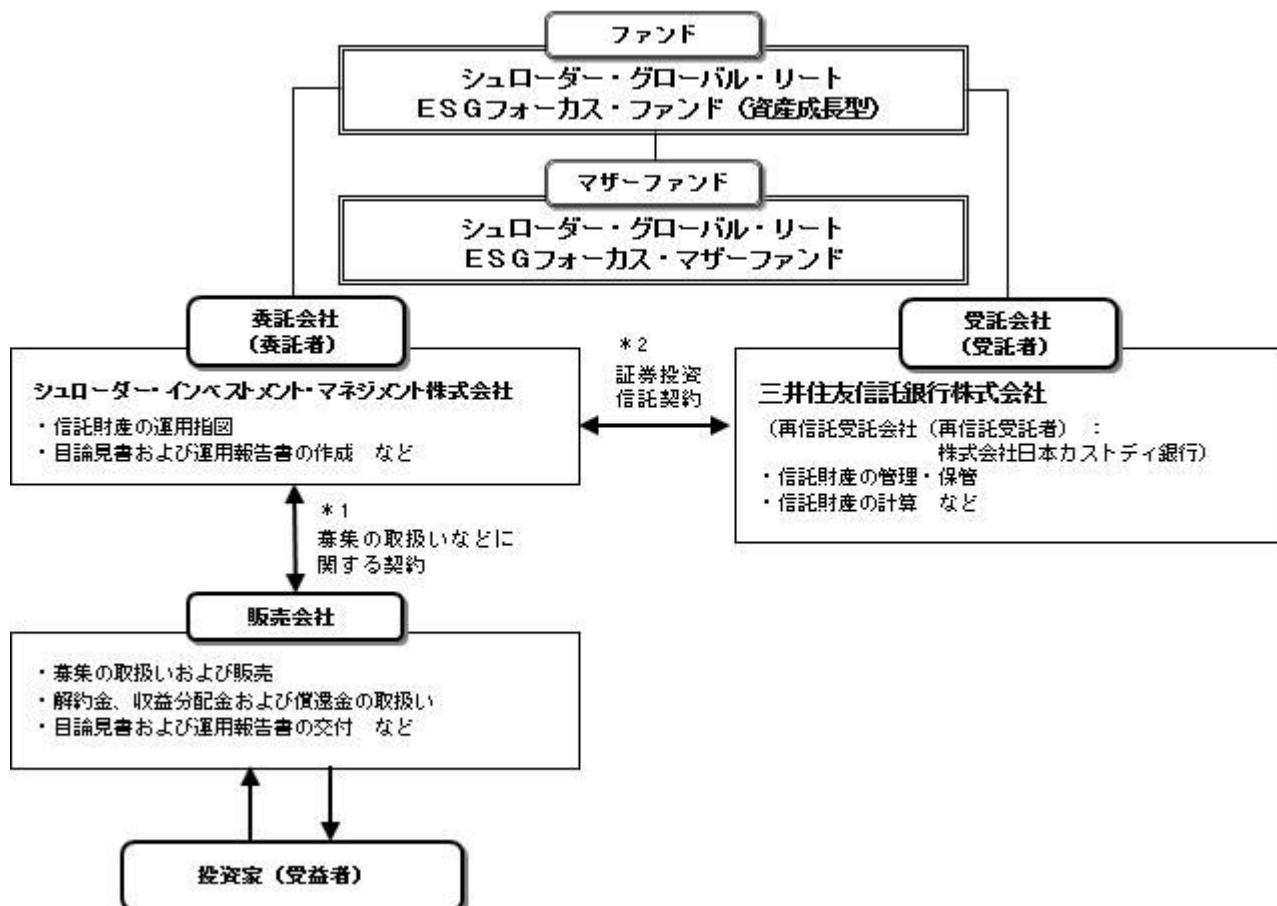 ファンド
シュローダー・グローバル・リート
ESGフォーカス・ファンド(資産成長型)
マザーファンド
シュローダー・グローバル・リート
ESGフォーカス・マザーファンド
委託会社
(委託者)
シュローダー・インベストメント・マネジメント株式会社
・信託財産の運用指図
・目論見書および運用報告書の作成 など
*2
証券投資
信託契約
受託会社
(受託者)
三井住友信託銀行株式会社
(再信託受託会社(再信託受託者) :
株式会社日本カストディ銀行)
・信託財産の管理・保管
・信託財産の計算 など
*1
募集の取扱いなどに
関する契約
販売会社
・募集の取扱いおよび販売
・解約金、収益分配金および償還金の取扱い
・目論見書および運用報告書の交付 など
投資家(受益者)